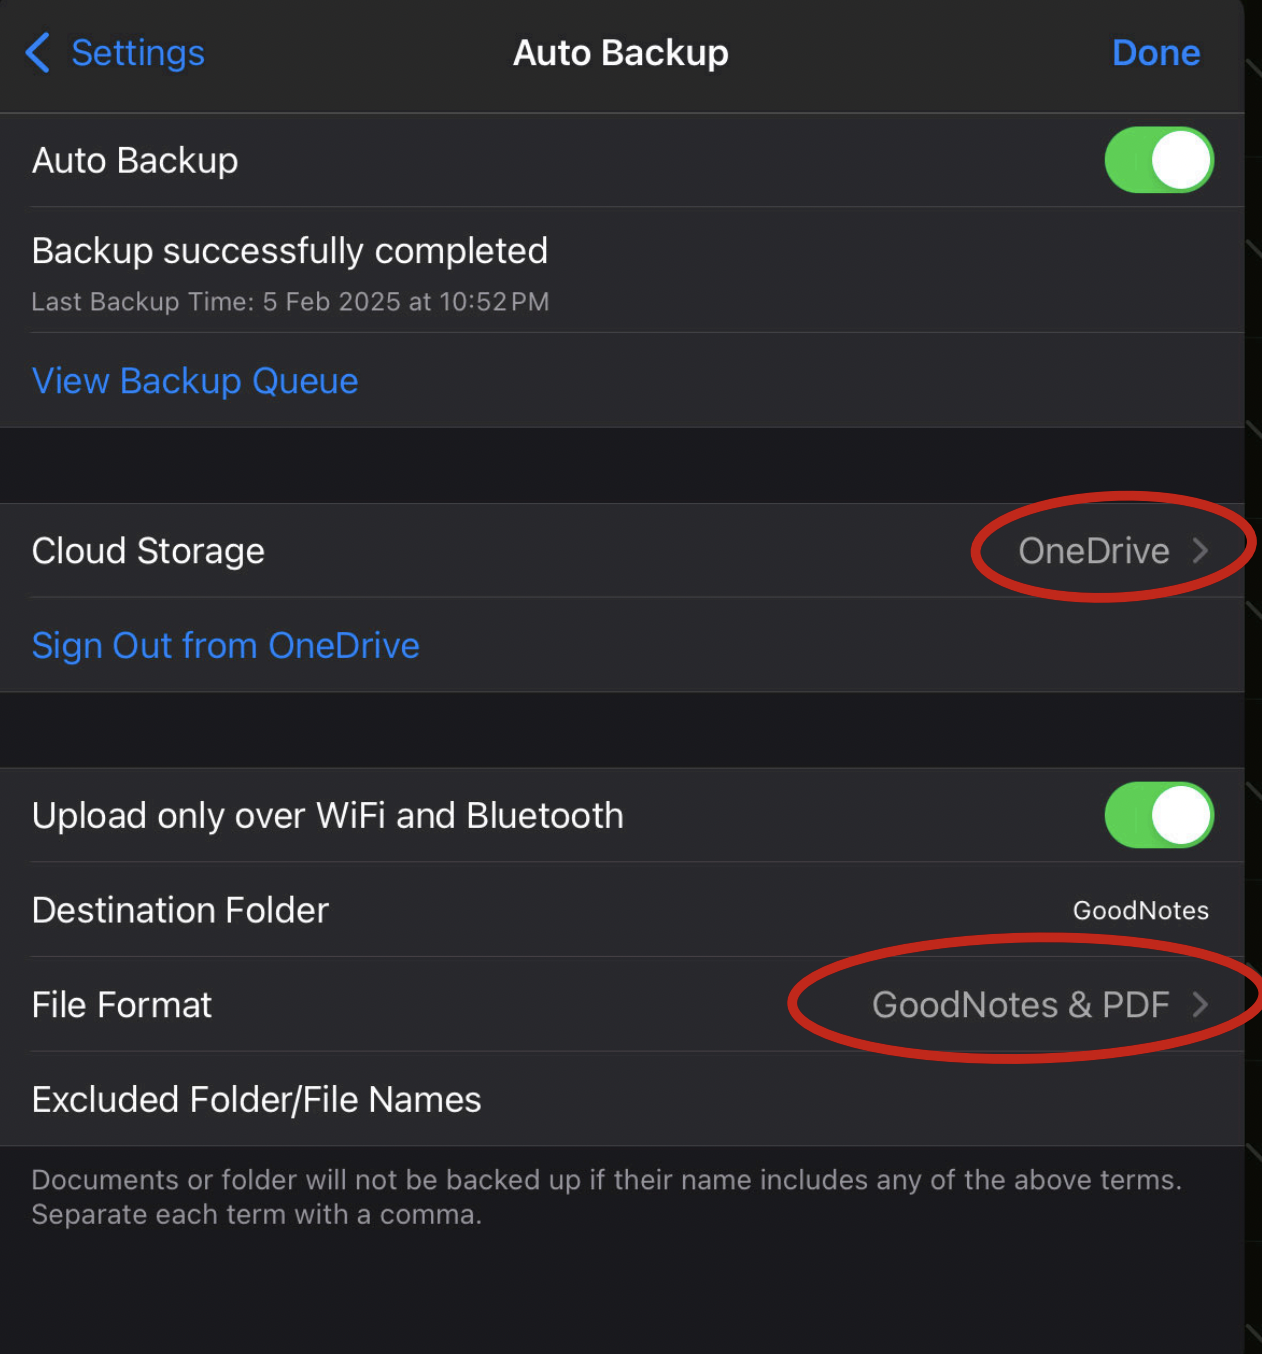 Settings
Auto Backup
Done
Auto Backup
Backup successfully completed
Last Backup Time: 5 Feb 2025 at 10:52 PM
View Backup Queue
Cloud Storage
OneDrive
Sign Out from OneDrive
Upload only over WiFi and Bluetooth
Destination Folder
GoodNotes
File Format
GoodNotes & PDF
Excluded Folder/File Names
Documents or folder will not be backed up if their name includes any of the above terms.
Separate each term with a comma.